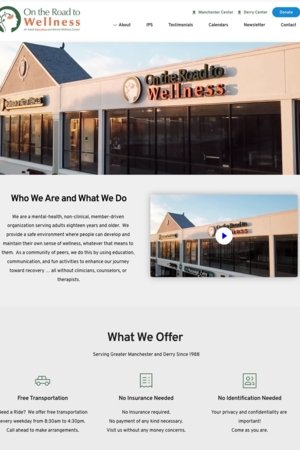 On the Road to
Wellness
Manchester Center
Derry Center
Donate
About
IPS
Testimonials
Calendars
Newsletter
Contact
On the Road to
Wellness
Who We Are and What We Do
We are a mental-health, non-clinical, member-driven
organization serving adults eighteen years and older. We
provide a safe environment where people can develop and
maintain their own sense of wellness, whatever that means to
them. As a community of peers, we do this by using education,
communication, and fun activities to enhance our journey
toward recovery ... all without clinicians, counselors, or
therapists.
What We Offer
Serving Greater Manchester and Derry Since 1988
Free Transportation
Need a Ride? We offer free transportation
every weekday from 8:30am to 4:30pm.
Call ahead to make arrangements.
No Insurance Needed
No insurance required.
No payment of any kind necessary.
Visit us without any money concerns.
No Identification Needed
Your privacy and confidentiality are
important!
Come as you are.